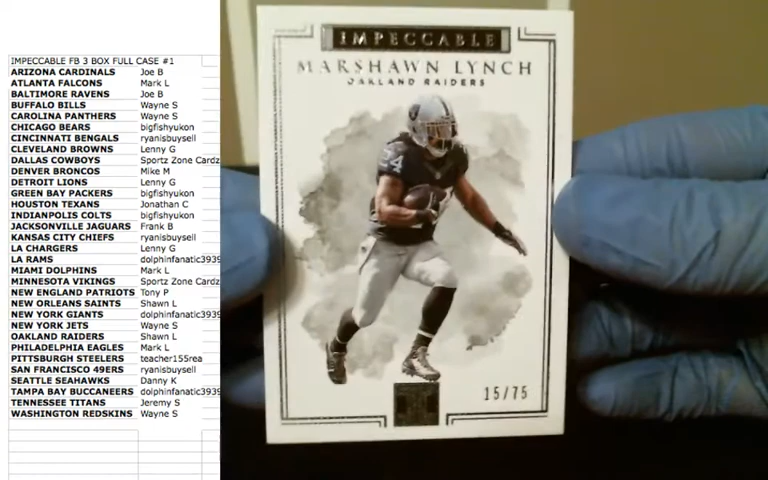 IMPECCABLE FB 3 BOX FULL CASE #1
ARIZONA CARDINALS Joe B
ATLANTA FALCONS Mark L
BALTIMORE RAVENS Joe B
BUFFALO BILLS Wayne S
CAROLINA PANTHERS Wayne S
CHICAGO BEARS bigfishyukon
CINCINNATI BENGALS ryanisbuysell
CLEVELAND BROWNS Lenny G
DALLAS COWBOYS Sportz Zone Cardz
DENVER BRONCOS Mike M
DETROIT LIONS Lenny G
GREEN BAY PACKERS bigfishyukon
HOUSTON TEXANS Jonathan C
INDIANPOLIS COLTS bigfishyukon
JACKSONVILLE JAGUARS Frank B
KANSAS CITY CHIEFS ryanisbuysell
LA CHARGERS Lenny G
LA RAMS dolphinfanatic3939
MIAMI DOLPHINS Mark L
MINNESOTA VIKINGS Sportz Zone Cardz
NEW ENGLAND PATRIOTS Tony P
NEW ORLEANS SAINTS Shawn L
NEW YORK GIANTS dolphinfanatic3939
NEW YORK JETS Wayne S
OAKLAND RAIDERS Shawn L
PHILADELPHIA EAGLES Mark L
PITTSBURGH STEELERS teacher155rea
SAN FRANCISCO 49ERS ryanisbuysell
SEATTLE SEAHAWKS Danny K
TAMPA BAY BUCCANEERS dolphinfanatic3939
TENNESSEE TITANS Jeremy S
WASHINGTON REDSKINS Wayne S
IMPECCABLE
MARSHAWN LYNCH
OAKLAND RAIDERS
24
15/75